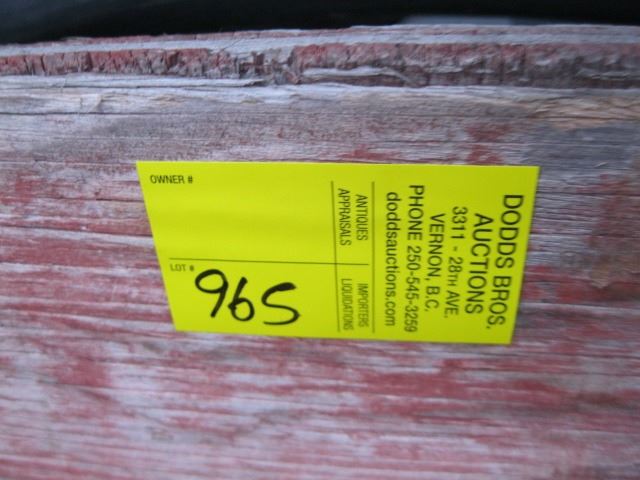 DODDS BROS.
AUCTIONS
3311 - 28TH AVE.
VERNON, B.C.
PHONE 250-545-3259
doddsauctions.com
ANTIQUES IMPORTERS
APPRAISALS LIQUIDATIONS
OWNER #
LOT #
965